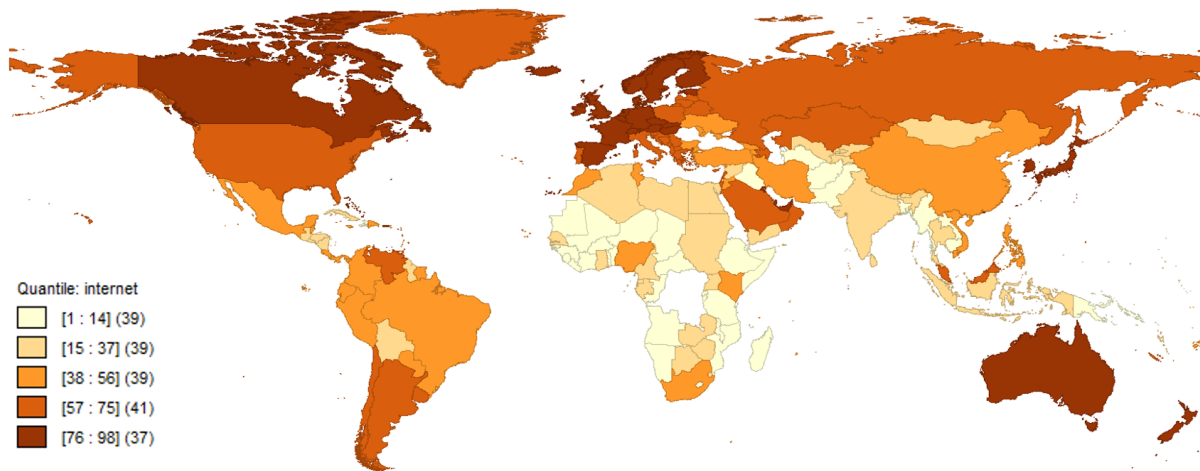 Quantile: internet
[1 : 14] (39)
[15 : 37] (39)
[38 : 56] (39)
[57 : 75] (41)
[76 : 98] (37)